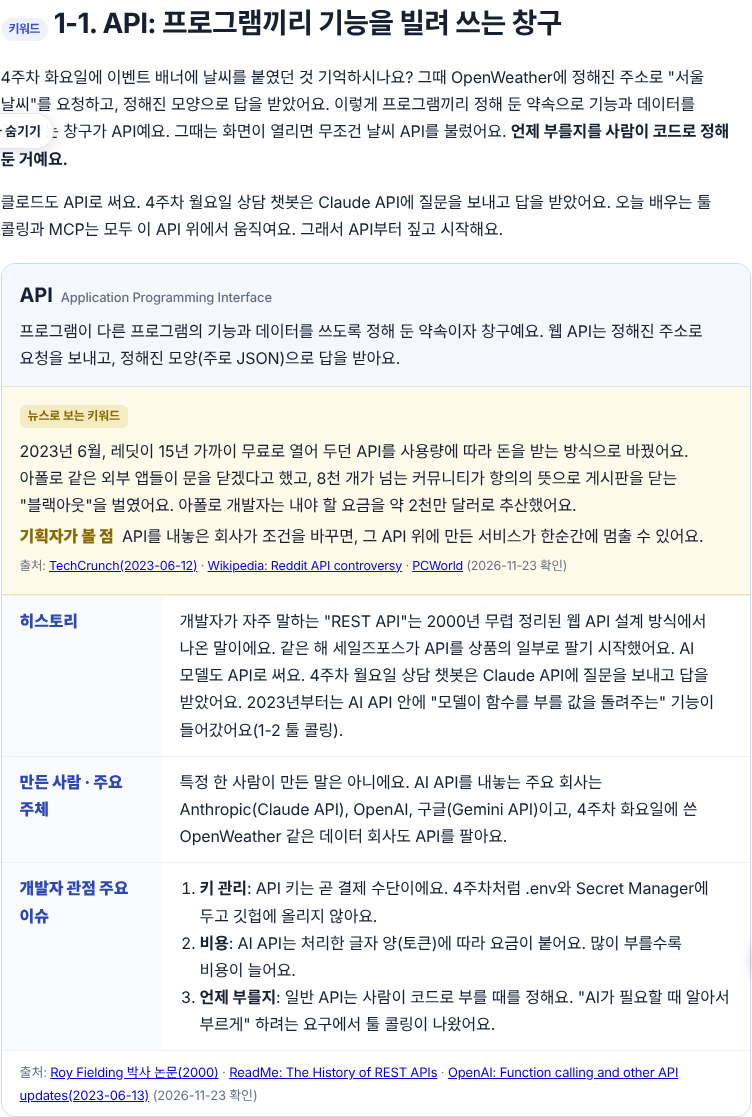 키워드 1-1. API: 프로그램끼리 기능을 빌려 쓰는 창구
4주차 화요일에 이벤트 배너에 날씨를 붙였던 것 기억하시나요? 그때 OpenWeather에 정해진 주소로 "서울
날씨"를 요청하고, 정해진 모양으로 답을 받았어요. 이렇게 프로그램끼리 정해 둔 약속으로 기능과 데이터를
숨기기 창구가 API예요. 그때는 화면이 열리면 무조건 날씨 API를 불렀어요. 언제 부를지를 사람이 코드로 정해
둔 거예요.
클로드도 API로 써요. 4주차 월요일 상담 챗봇은 Claude API에 질문을 보내고 답을 받았어요. 오늘 배우는 툴
콜링과 MCP는 모두 이 API 위에서 움직여요. 그래서 API부터 짚고 시작해요.
API Application Programming Interface
프로그램이 다른 프로그램의 기능과 데이터를 쓰도록 정해 둔 약속이자 창구예요. 웹 API는 정해진 주소로
요청을 보내고, 정해진 모양(주로 JSON)으로 답을 받아요.
뉴스로 보는 키워드
2023년 6월, 레딧이 15년 가까이 무료로 열어 두던 API를 사용량에 따라 돈을 받는 방식으로 바꿨어요.
아폴로 같은 외부 앱들이 문을 닫겠다고 했고, 8천 개가 넘는 커뮤니티가 항의의 뜻으로 게시판을 닫는
"블랙아웃"을 벌였어요. 아폴로 개발자는 내야 할 요금을 약 2천만 달러로 추산했어요.
기획자가 볼 점 API를 내놓은 회사가 조건을 바꾸면, 그 API 위에 만든 서비스가 한순간에 멈출 수 있어요.
출처: TechCrunch(2023-06-12) · Wikipedia: Reddit API controversy · PCWorld (2026-11-23 확인)
히스토리
개발자가 자주 말하는 "REST API"는 2000년 무렵 정리된 웹 API 설계 방식에서
나온 말이에요. 같은 해 세일즈포스가 API를 상품의 일부로 팔기 시작했어요. AI
모델도 API로 써요. 4주차 월요일 상담 챗봇은 Claude API에 질문을 보내고 답을
받았어요. 2023년부터는 AI API 안에 "모델이 함수를 부를 값을 돌려주는" 기능이
들어갔어요(1-2 툴 콜링).
만든 사람 · 주요
주체
특정 한 사람이 만든 말은 아니에요. AI API를 내놓는 주요 회사는
Anthropic(Claude API), OpenAI, 구글(Gemini API)이고, 4주차 화요일에 쓴
OpenWeather 같은 데이터 회사도 API를 팔아요.
개발자 관점 주요
이슈
1. 키 관리: API 키는 곧 결제 수단이에요. 4주차처럼 .env와 Secret Manager에
두고 깃헙에 올리지 않아요.
2. 비용: AI API는 처리한 글자 양(토큰)에 따라 요금이 붙어요. 많이 부를수록
비용이 늘어요.
3. 언제 부를지: 일반 API는 사람이 코드로 부를 때를 정해요. "AI가 필요할 때 알아서
부르게" 하려는 요구에서 툴 콜링이 나왔어요.
출처: Roy Fielding 박사 논문(2000) · ReadMe: The History of REST APIs · OpenAI: Function calling and other API
updates(2023-06-13) (2026-11-23 확인)